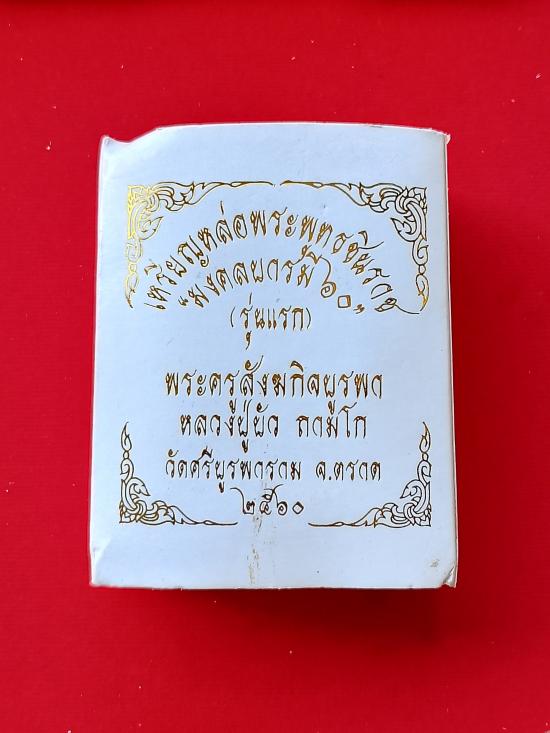 เหรียญหล่อพระพุทธชินราช
"มงคลบารมี ๖๐"
(รุ่นแรก)
พระครูสังฆกิจบูรพา
หลวงปู่บัว ถามโก
วัดศรีบูรพาราม จ.ตราด
๒๕๖๐